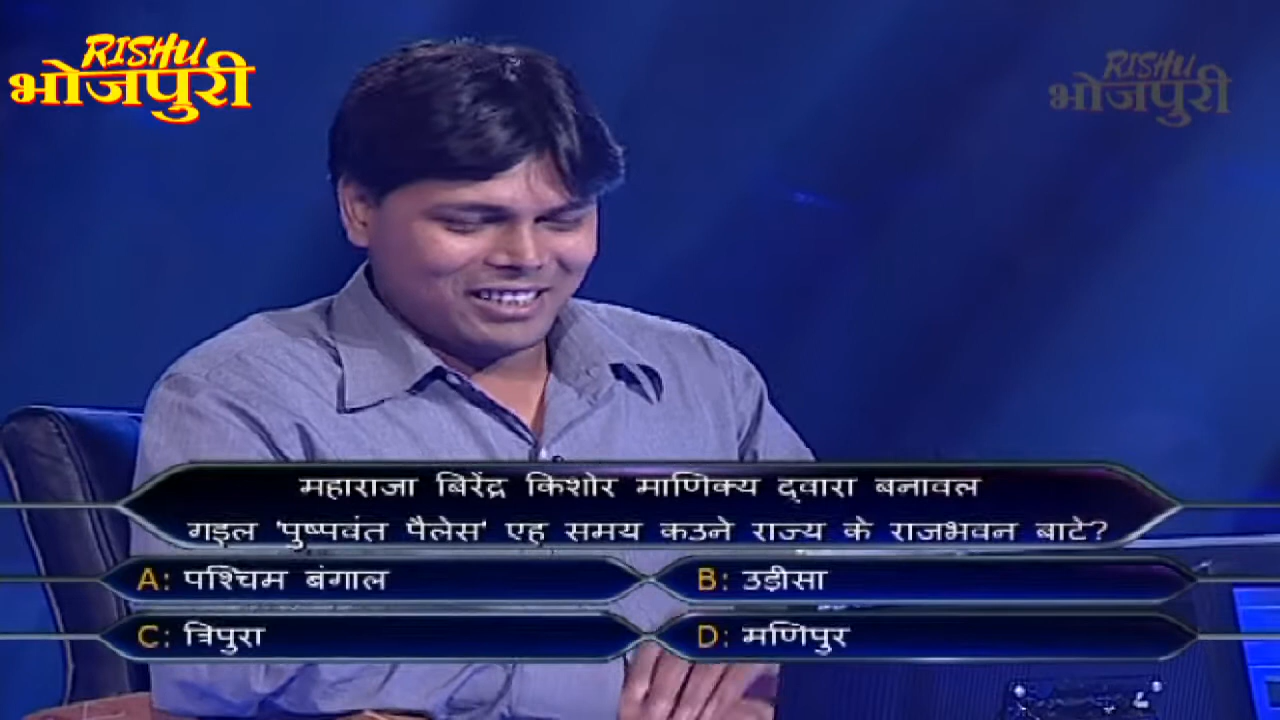 RISHU
भोजपुरी
RISHU
भोजपुरी
महाराजा बिरेंद्र किशोर माणिक्य द्वारा बनावल
गइल 'पुष्पवंत पैलेस' एह समय कउने राज्य के राजभवन बाटे?
A: पश्चिम बंगाल
B: उड़ीसा
C: त्रिपुरा
D: मणिपुर